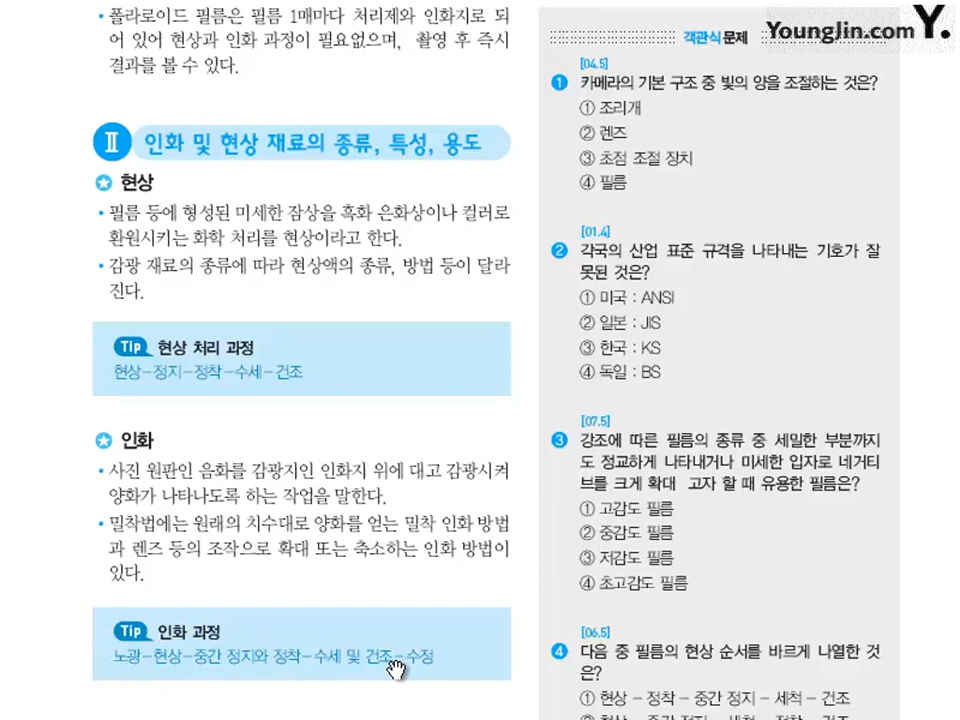 • 폴라로이드 필름은 필름 1매마다 처리제와 인화지로 되
어 있어 현상과 인화 과정이 필요없으며, 촬영 후 즉시
결과를 볼 수 있다.
Ⅱ 인화 및 현상 재료의 종류, 특성, 용도
현상
• 필름 등에 형성된 미세한 잠상을 흑화 은화상이나 컬러로
환원시키는 화학 처리를 현상이라고 한다.
• 감광 재료의 종류에 따라 현상액의 종류, 방법 등이 달라
진다.
Tip 현상 처리 과정
현상-정지-정착-수세-건조
인화
• 사진 원판인 음화를 감광지인 인화지 위에 대고 감광시켜
양화가 나타나도록 하는 작업을 말한다.
• 밀착법에는 원래의 치수대로 양화를 얻는 밀착 인화 방법
과 렌즈 등의 조작으로 확대 또는 축소하는 인화 방법이
있다.
Tip 인화 과정
노광-현상-중간 정지와 정착-수세 및 건조-수정
YoungJin.com Y.
객관식 문제
[04.5]
1 카메라의 기본 구조 중 빛의 양을 조절하는 것은?
① 조리개
② 렌즈
③ 초점 조절 장치
④ 필름
[01.4]
2 각국의 산업 표준 규격을 나타내는 기호가 잘
못된 것은?
① 미국 : ANSI
② 일본 : JIS
③ 한국 : KS
④ 독일 : BS
[07.5]
3 강조에 따른 필름의 종류 중 세밀한 부분까지
도 정교하게 나타내거나 미세한 입자로 네거티
브를 크게 확대 고자 할 때 유용한 필름은?
① 고감도 필름
② 중감도 필름
③ 저감도 필름
④ 초고감도 필름
[06.5]
4 다음 중 필름의 현상 순서를 바르게 나열한 것
은?
① 현상 - 정착 - 중간 정지 - 세척 - 건조